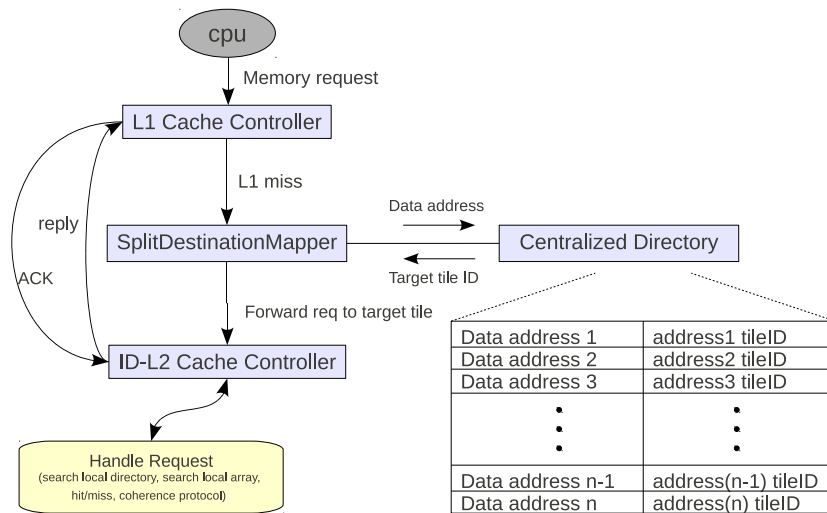 cpu
Memory request
L1 Cache Controller
L1 miss
reply
Data address
SplitDestinationMapper
Centralized Directory
Target tile ID
ACK
Forward req to target tile
ID-L2 Cache Controller
Data address 1 address1 tileID
Data address 2 address2 tileID
Data address 3 address3 tileID
Data address n-1 address(n-1) tileID
Data address n address(n) tileID
Handle Request
(search local directory, search local array,
hit/miss, coherence protocol)